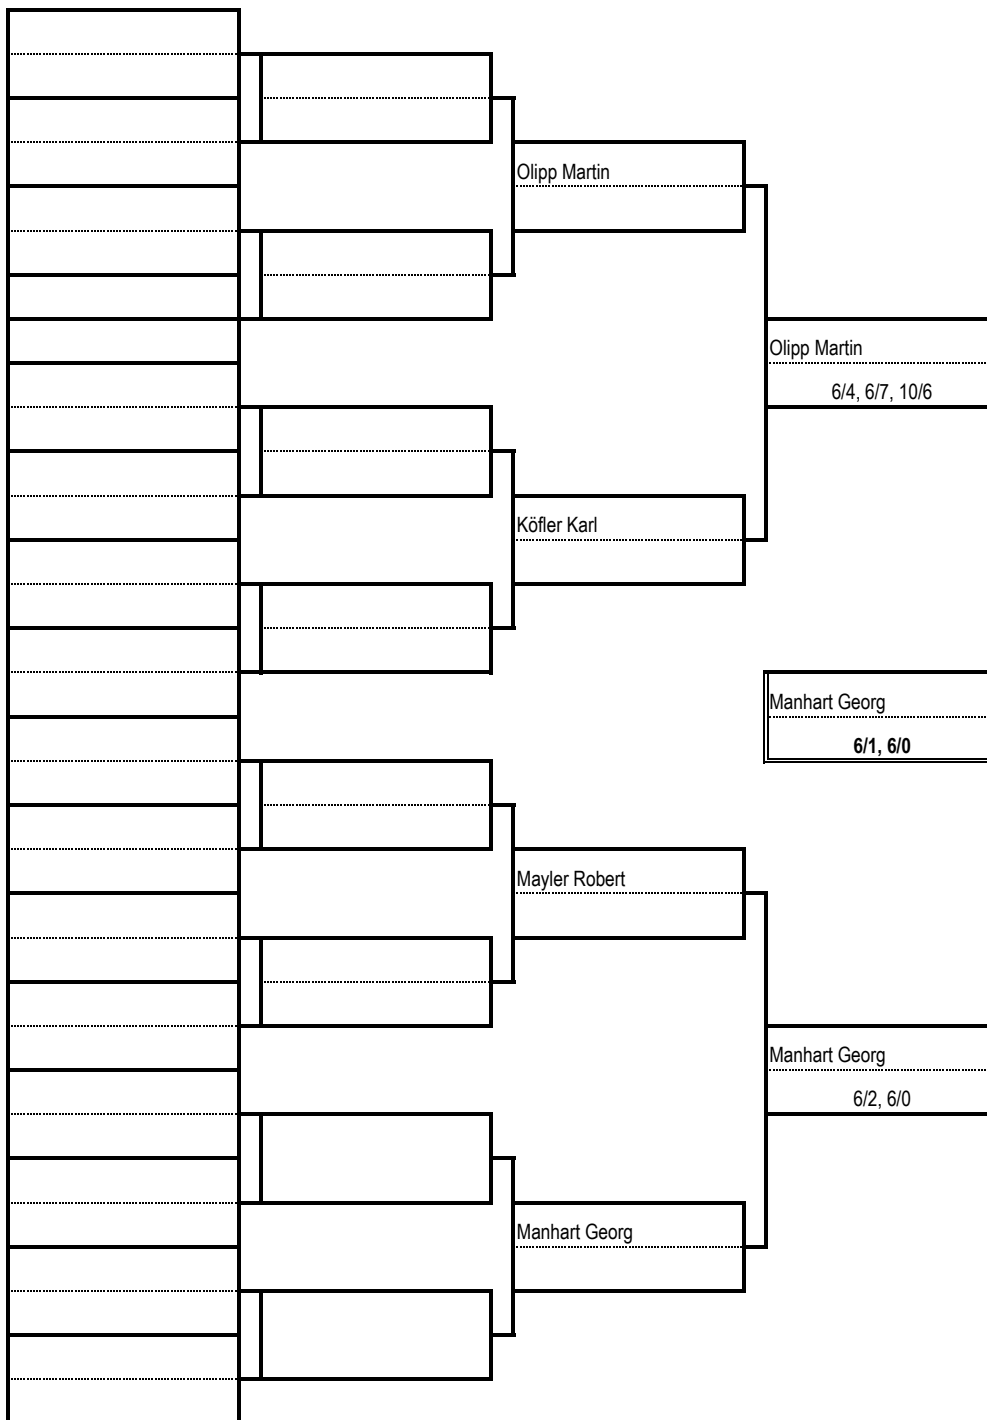 Olipp Martin
Olipp Martin
6/4, 6/7, 10/6
Köfler Karl
Manhart Georg
6/1, 6/0
Mayler Robert
Manhart Georg
6/2, 6/0
Manhart Georg